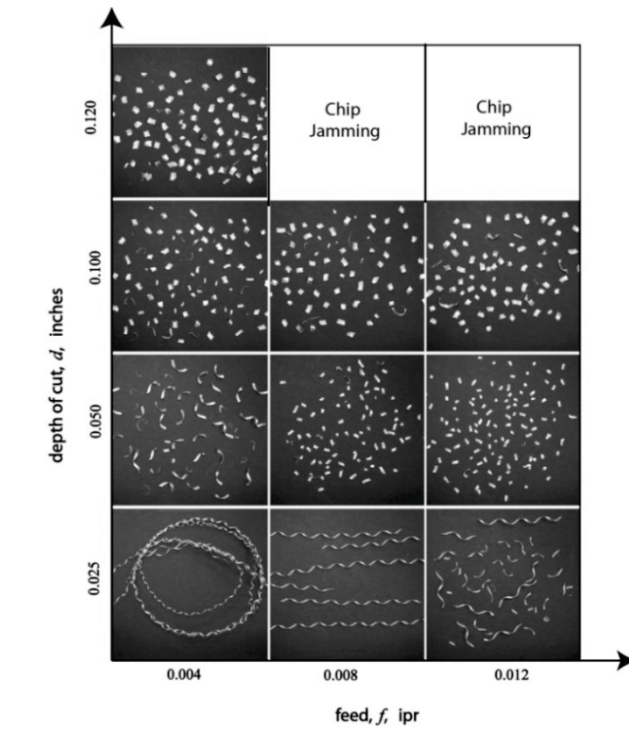 0.120
Chip
Jamming
Chip
Jamming
0.100
0.050
0.025
depth of cut, d, inches
0.004
0.008
0.012
feed, f, ipr